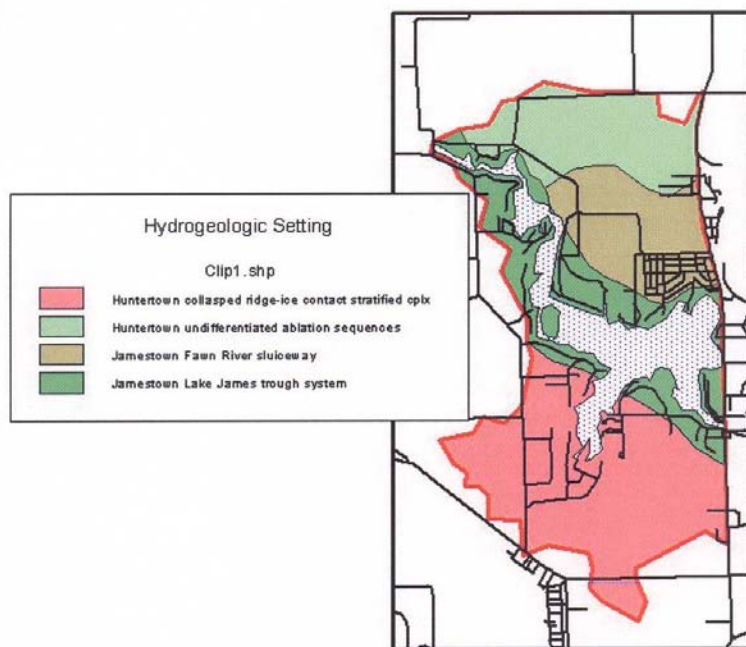 Hydrogeologic Setting
Clip1.shp
Huntertown collasped ridge-ice contact stratified cplx
Huntertown undifferentiated ablation sequences
Jamestown Fawn River sluiceway
Jamestown Lake James trough system